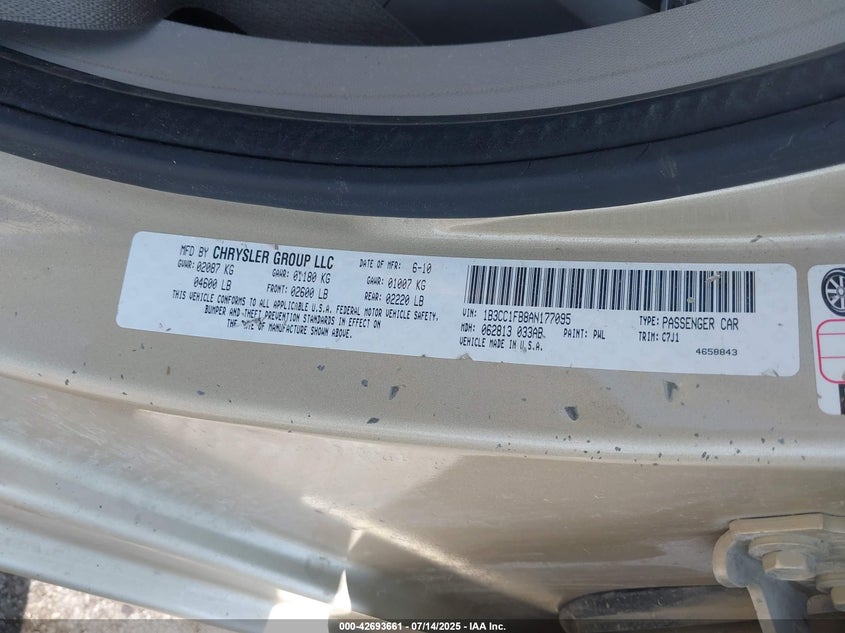 MFD BY CHRYSLER GROUP LLC DATE OF MFR: 6-10
GVWR: 02087 KG GAWR: 01180 KG GAWR: 01007 KG
04600 LB FRONT: 02600 LB REAR: 02220 LB
THIS VEHICLE CONFORMS TO ALL APPLICABLE U.S.A. FEDERAL MOTOR VEHICLE SAFETY,
BUMPER AND THEFT PREVENTION STANDARDS IN EFFECT ON
THE DATE OF MANUFACTURE SHOWN ABOVE.
VIN: 1B3CC1FB8AN177095 TYPE: PASSENGER CAR
MDH: 062813 033AB PAINT: PWL TRIM: C7J1
VEHICLE MADE IN U.S.A. 4658843
000-42693661 - 07/14/2025 - © IAA Inc.